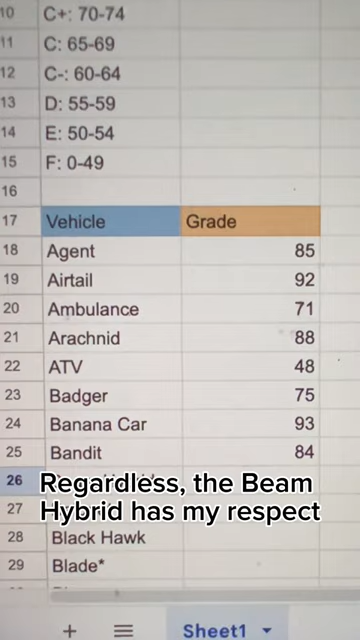 10 C+: 70-74
11 C: 65-69
12 C-: 60-64
13 D: 55-59
14 E: 50-54
15 F: 0-49
16
17 Vehicle Grade
18 Agent 85
19 Airtail 92
20 Ambulance 71
21 Arachnid 88
22 ATV 48
23 Badger 75
24 Banana Car 93
25 Bandit 84
26 Regardless, the Beam
27 Hybrid has my respect
28 Black Hawk
29 Blade*
Sheet1